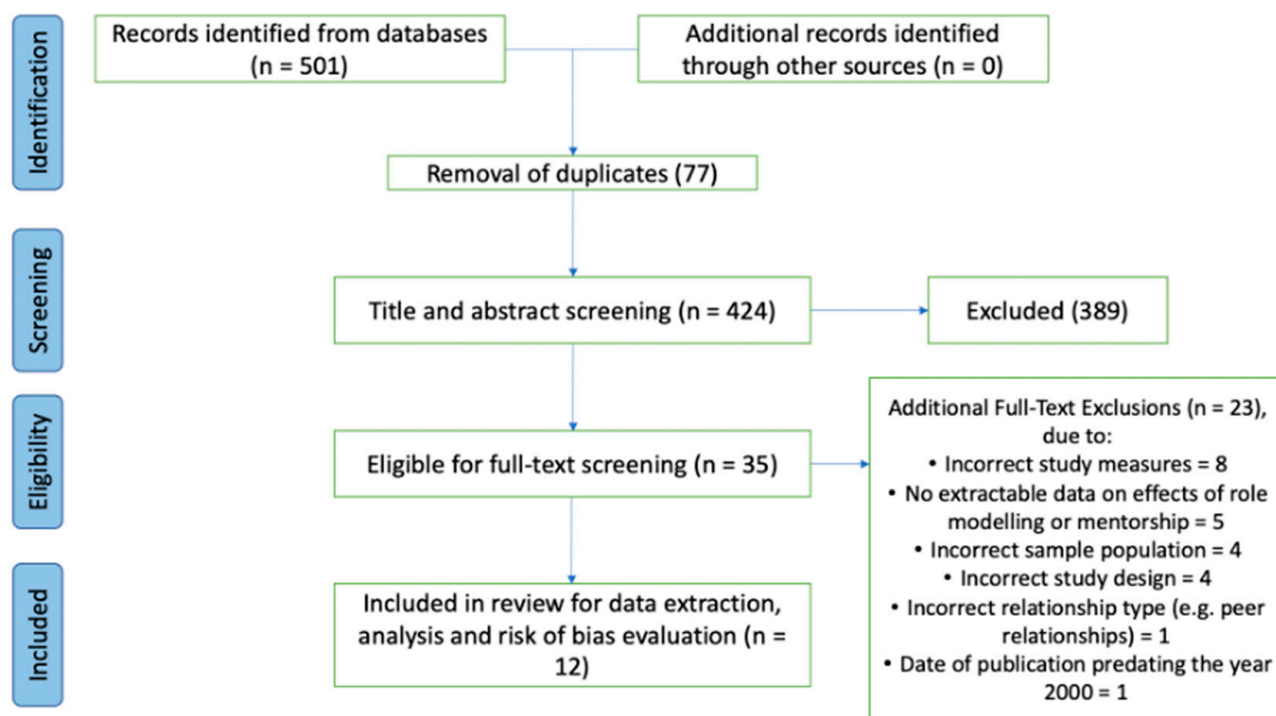 Identification
Records identified from databases
(n = 501)
Additional records identified
through other sources (n = 0)
Removal of duplicates (77)
Screening
Title and abstract screening (n = 424)
Excluded (389)
Eligibility
Eligible for full-text screening (n = 35)
Additional Full-Text Exclusions (n = 23),
due to:
• Incorrect study measures = 8
• No extractable data on effects of role
modelling or mentorship = 5
• Incorrect sample population = 4
• Incorrect study design = 4
• Incorrect relationship type (e.g. peer
relationships) = 1
• Date of publication predating the year
2000 = 1
Included
Included in review for data extraction,
analysis and risk of bias evaluation (n =
12)